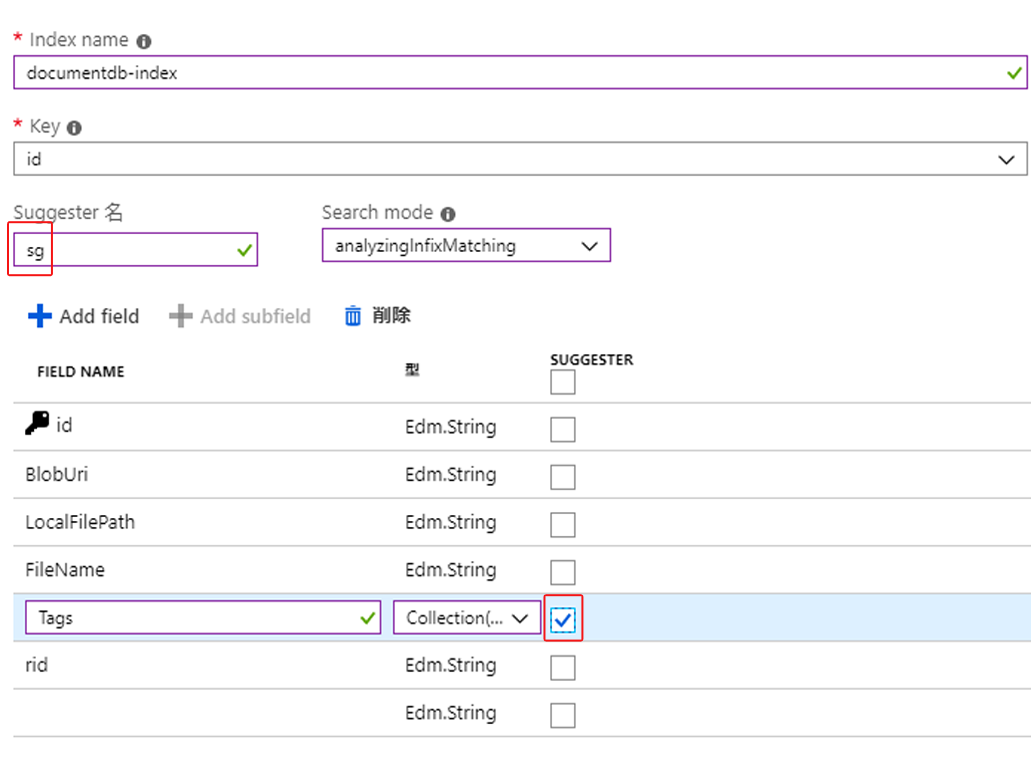 * Index name
documentdb-index
* Key
id
Suggester 名 Search mode
sg analyzingInfixMatching
Add field Add subfield 削除
FIELD NAME 型 SUGGESTER
id Edm.String
BlobUri Edm.String
LocalFilePath Edm.String
FileName Edm.String
Tags Collection(...
rid Edm.String
Edm.String